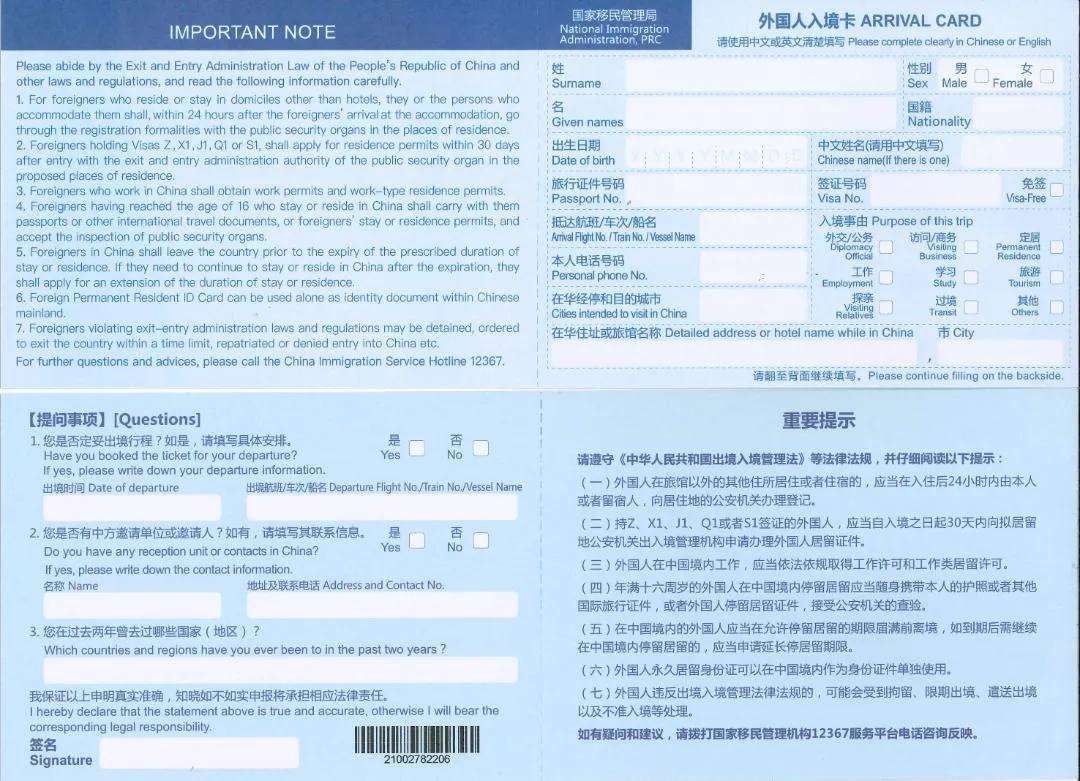 IMPORTANT NOTE
Please abide by the Exit and Entry Administration Law of the People's Republic of China and
other laws and regulations, and read the following information carefully.
1. For foreigners who reside or stay in domiciles other than hotels, they or the persons who
accommodate them shall, within 24 hours after the foreigners' arrival at the accommodation, go
through the registration formalities with the public security organs in the places of residence.
2. Foreigners holding Visas Z, X1, J1, Q1 or S1, shall apply for residence permits within 30 days
after entry with the exit and entry administration authority of the public security organ in the
proposed places of residence.
3. Foreigners who work in China shall obtain work permits and work-type residence permits.
4. Foreigners having reached the age of 16 who stay or reside in China shall carry with them
passports or other international travel documents, or foreigners' stay or residence permits, and
accept the inspection of public security organs.
5. Foreigners in China shall leave the country prior to the expiry of the prescribed duration of
stay or residence. If they need to continue to stay or reside in China after the expiration, they
shall apply for an extension of the duration of stay or residence.
6. Foreign Permanent Resident ID Card can be used alone as identity document within Chinese
mainland.
7. Foreigners violating exit-entry administration laws and regulations may be detained, ordered
to exit the country within a time limit, repatriated or denied entry into China etc.
For further questions and advices, please call the China Immigration Service Hotline 12367.
国家移民管理局
National Immigration
Administration, PRC
外国人入境卡 ARRIVAL CARD
请使用中文或英文清楚填写 Please complete clearly in Chinese or English
姓
Surname
性别 男 女
Sex Male Female
名
Given names
国籍
Nationality
出生日期
Date of birth
Y Y Y Y M M D D
中文姓名(请用中文填写)
Chinese name(If there is one)
旅行证件号码
Passport No.
签证号码
Visa No.
免签
Visa-Free
抵达航班/车次/船名
Arrival Flight No. / Train No. / Vessel Name
本人电话号码
Personal phone No.
在华经停和目的城市
Cities intended to visit in China
入境事由 Purpose of this trip
外交/公务
Diplomacy
Official
访问/商务
Visiting
Business
定居
Permanent
Residence
工作
Employment
学习
Study
旅游
Tourism
探亲
Visiting
Relatives
过境
Transit
其他
Others
在华住址或旅馆名称 Detailed address or hotel name while in China
市 City
,
请翻至背面继续填写。Please continue filling on the backside.
【提问事项】[Questions]
1. 您是否定妥出境行程？如是，请填写具体安排。 是 否
Have you booked the ticket for your departure? Yes No
If yes, please write down your departure information.
出境时间 Date of departure
出境航班/车次/船名 Departure Flight No./Train No./Vessel Name
2. 您是否有中方邀请单位或邀请人？如有，请填写其联系信息。 是 否
Do you have any reception unit or contacts in China? Yes No
If yes, please write down the contact information.
名称 Name
地址及联系电话 Address and Contact No.
3. 您在过去两年曾去过哪些国家（地区）？
Which countries and regions have you ever been to in the past two years ?
我保证以上申明真实准确，知晓如不如实申报将承担相应法律责任。
I hereby declare that the statement above is true and accurate, otherwise I will bear the
corresponding legal responsibility.
签名
Signature
21002782206
重要提示
请遵守《中华人民共和国出境入境管理法》等法律法规，并仔细阅读以下提示：
（一）外国人在旅馆以外的其他住所居住或者住宿的，应当在入住后24小时内由本人
或者留宿人，向居住地的公安机关办理登记。
（二）持Z、X1、J1、Q1或者S1签证的外国人，应当自入境之日起30天内向拟居留
地公安机关出入境管理机构申请办理外国人居留证件。
（三）外国人在中国境内工作，应当依法依规取得工作许可和工作类居留许可。
（四）年满十六周岁的外国人在中国境内停留居留应当随身携带本人的护照或者其他
国际旅行证件，或者外国人停留居留证件，接受公安机关的查验。
（五）在中国境内的外国人应当在允许停留居留的期限届满前离境，如到期后需继续
在中国境内停留居留的，应当申请延长停居留期限。
（六）外国人永久居留身份证可以在中国境内作为身份证件单独使用。
（七）外国人违反出境入境管理法律法规的，可能会受到拘留、限期出境、遣送出境
以及不准入境等处理。
如有疑问和建议，请拨打国家移民管理机构12367服务平台电话咨询反映。